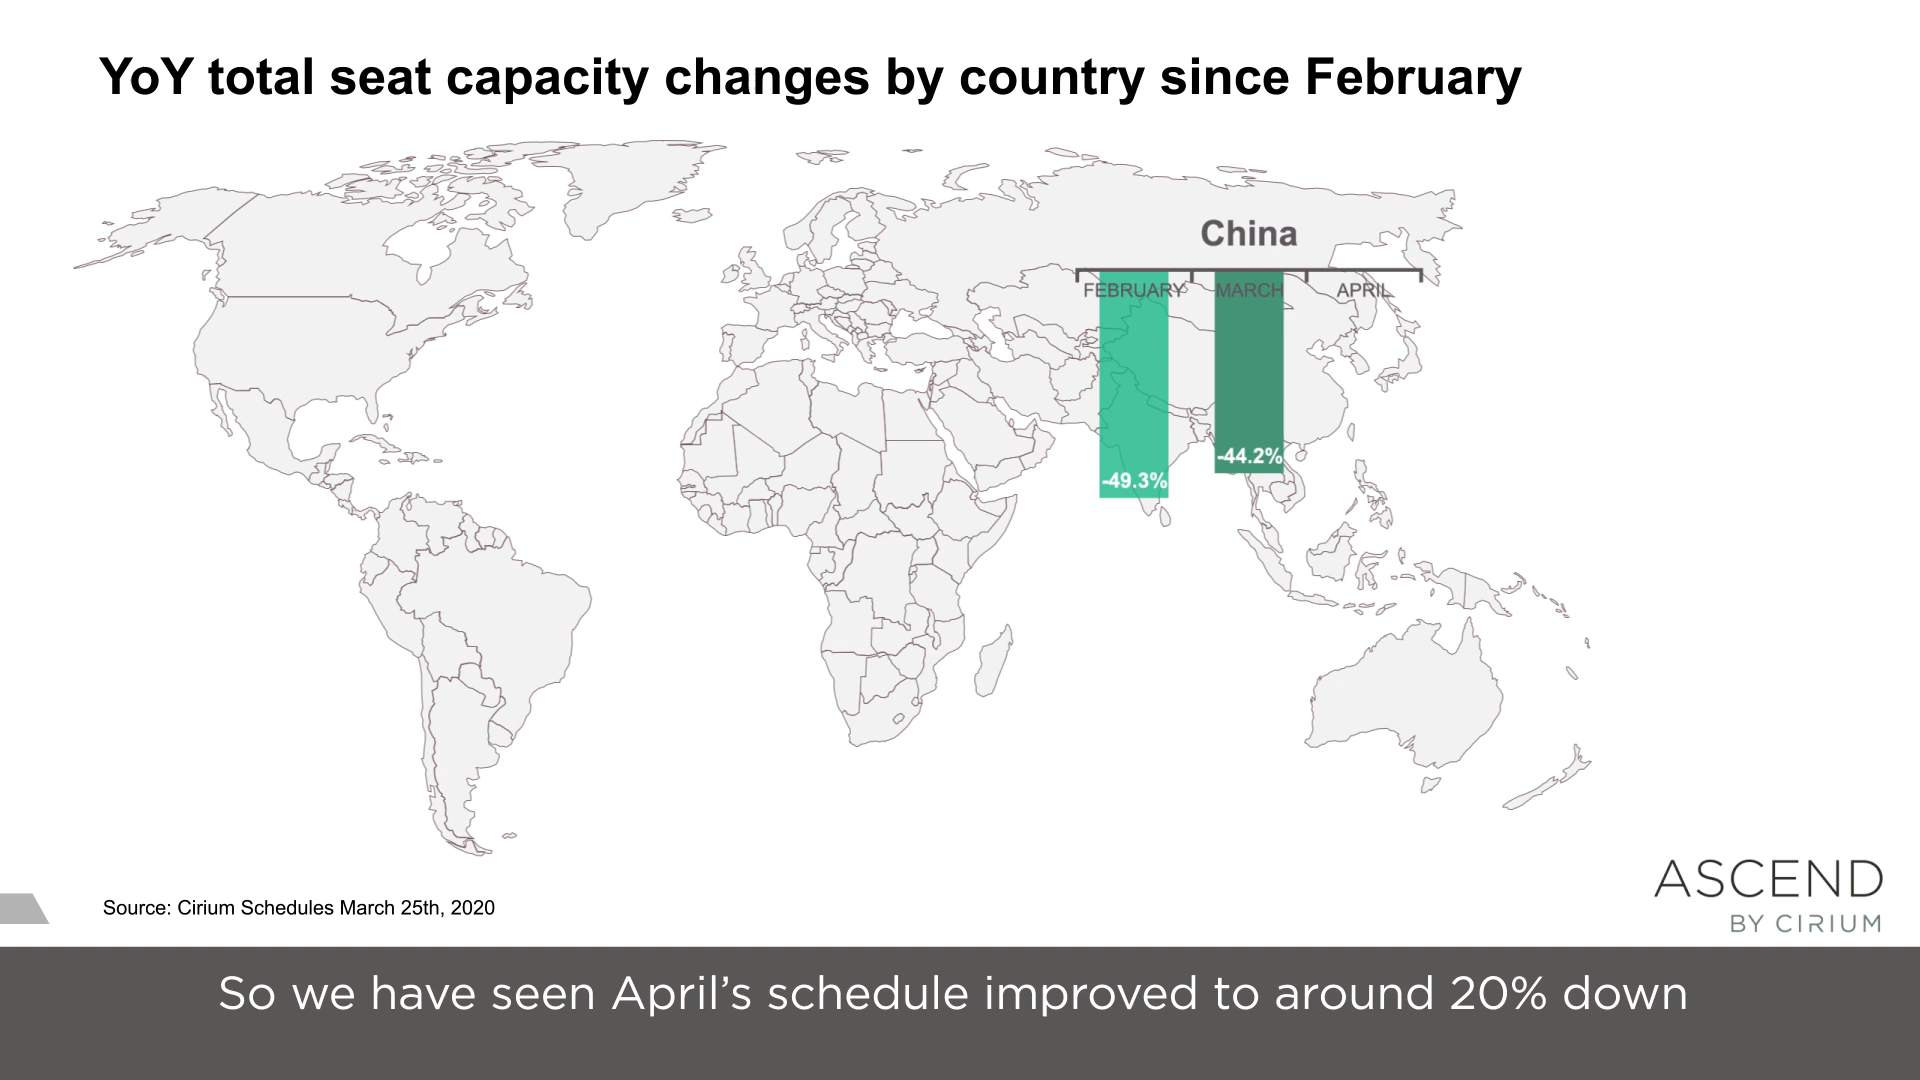 YoY total seat capacity changes by country since February
China
FEBRUARY MARCH APRIL
-44.2%
-49.3%
Source: Cirium Schedules March 25th, 2020
ASCEND
BY CIRIUM
So we have seen April’s schedule improved to around 20% down